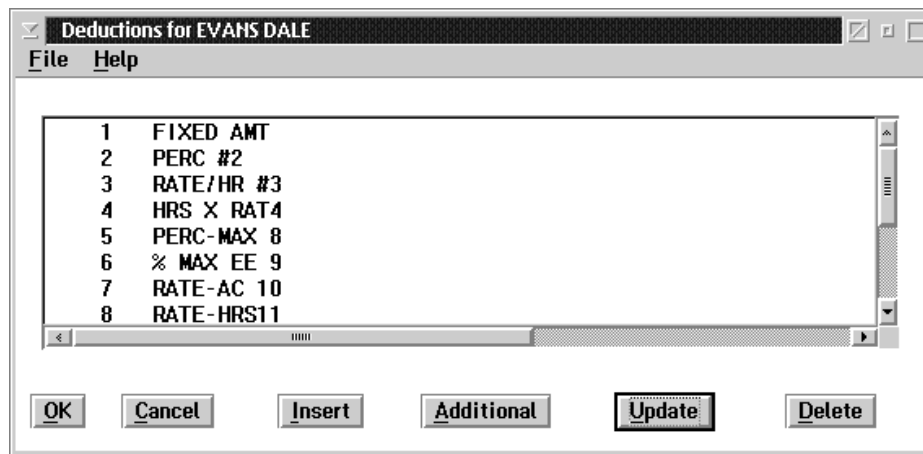 Deductions for EVANS DALE
File Help
1 FIXED AMT
2 PERC #2
3 RATE/HR #3
4 HRS X RAT4
5 PERC-MAX 8
6 % MAX EE 9
7 RATE-AC 10
8 RATE-HRS11
OK Cancel Insert Additional Update Delete